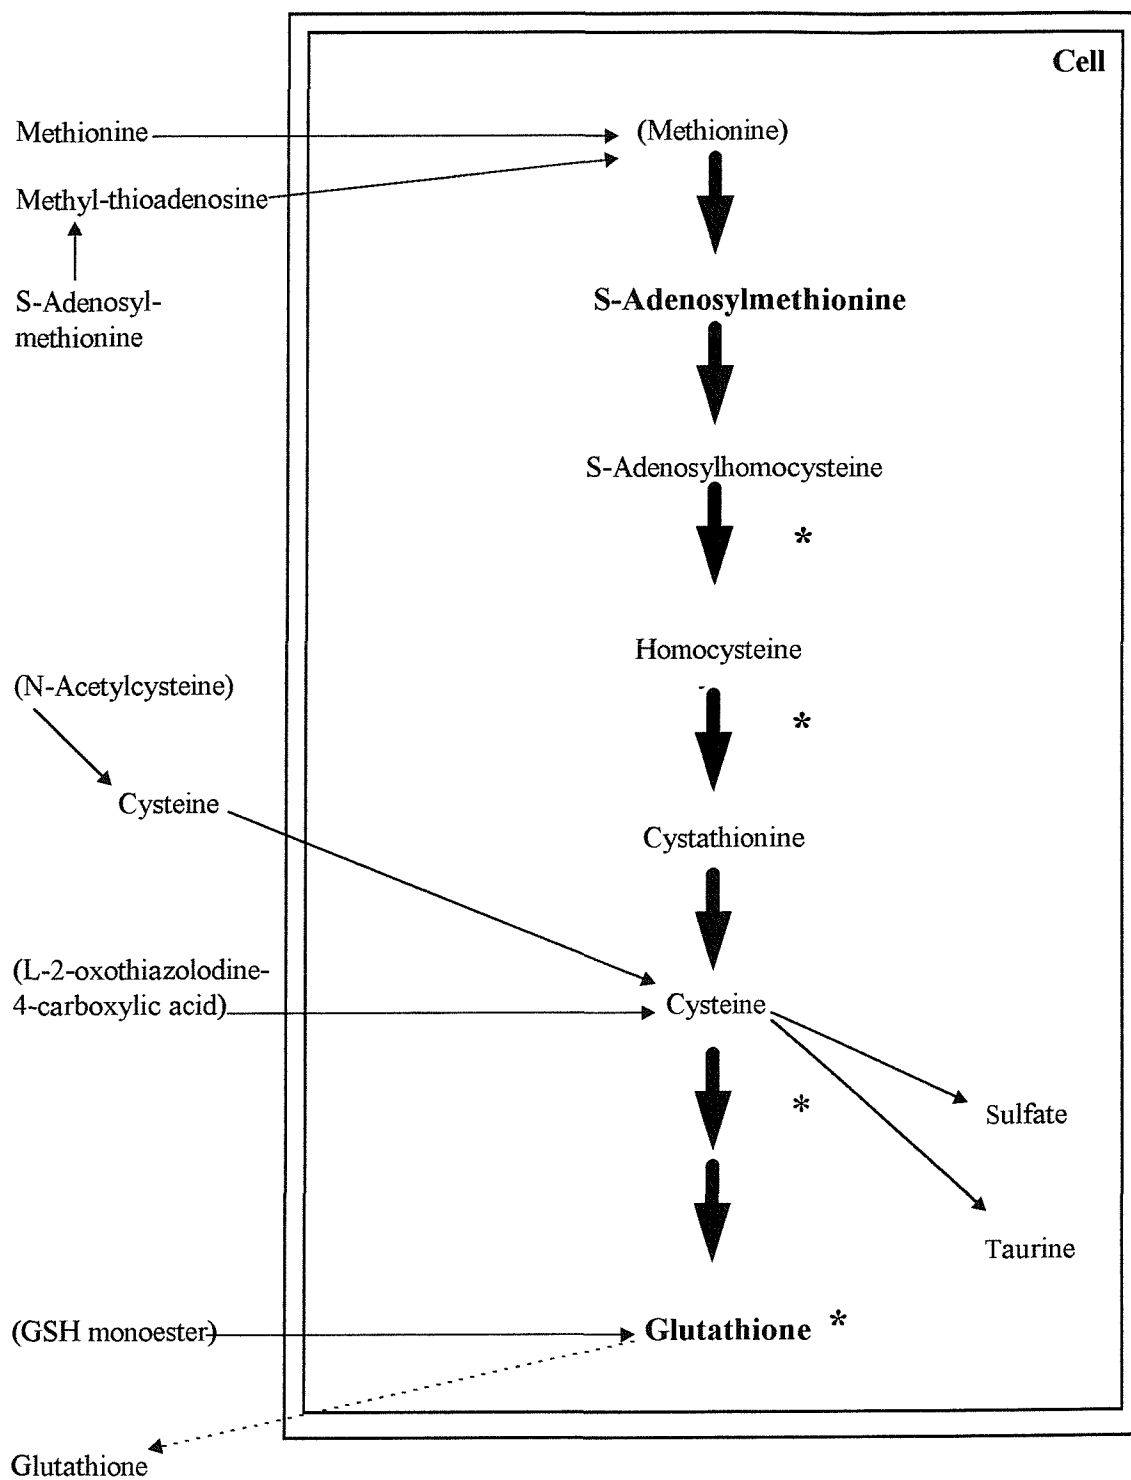 Cell
Methionine
(Methionine)
Methyl-thioadenosine
S-Adenosyl-
methionine
S-Adenosylmethionine
S-Adenosylhomocysteine
*
Homocysteine
(N-Acetylcysteine)
*
Cysteine
Cystathionine
(L-2-oxothiazolodine-
4-carboxylic acid)
Cysteine
*
Sulfate
Taurine
(GSH monoester)
Glutathione *
Glutathione